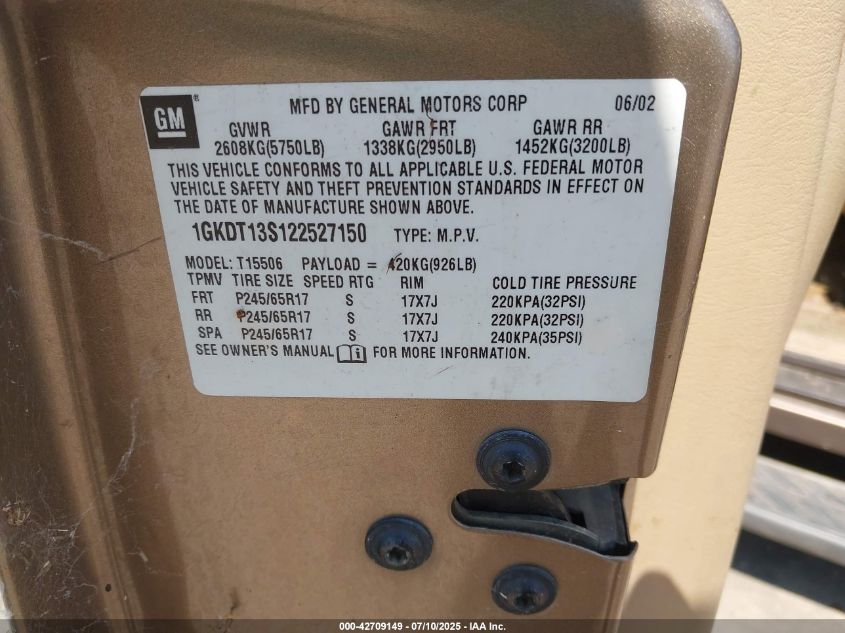 GM®
MFD BY GENERAL MOTORS CORP 06/02
GVWR GAWR FRT GAWR RR
2608KG(5750LB) 1338KG(2950LB) 1452KG(3200LB)
THIS VEHICLE CONFORMS TO ALL APPLICABLE U.S. FEDERAL MOTOR
VEHICLE SAFETY AND THEFT PREVENTION STANDARDS IN EFFECT ON
THE DATE OF MANUFACTURE SHOWN ABOVE.
1GKDT13S122527150 TYPE: M.P.V.
MODEL: T15506 PAYLOAD = 420KG(926LB)
TPMV TIRE SIZE SPEED RTG RIM COLD TIRE PRESSURE
FRT P245/65R17 S 17X7J 220KPA(32PSI)
RR P245/65R17 S 17X7J 220KPA(32PSI)
SPA P245/65R17 S 17X7J 240KPA(35PSI)
SEE OWNER'S MANUAL i FOR MORE INFORMATION.
000-42709149 - 07/10/2025 - IAA Inc.